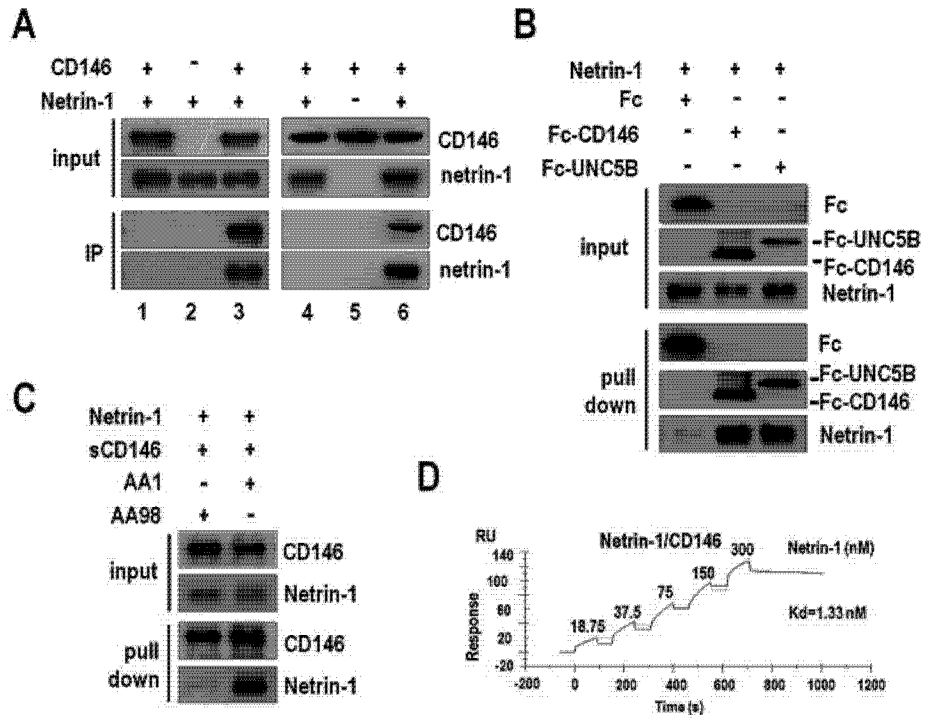 A
CD146 + - + + + +
Netrin-1 + + + + - +
input
CD146
netrin-1
IP
CD146
netrin-1
1 2 3 4 5 6
B
Netrin-1 + + +
Fc + - -
Fc-CD146 - + -
Fc-UNC5B - - +
input
Fc
Fc-UNC5B
Fc-CD146
Netrin-1
pull down
Fc
Fc-UNC5B
Fc-CD146
Netrin-1
C
Netrin-1 + +
sCD146 + +
AA1 - +
AA98 + -
input
CD146
Netrin-1
pull down
CD146
Netrin-1
D
RU
Netrin-1/CD146
Netrin-1 (nM)
Kd=1.33 nM
18.75 37.5 75 150 300
Response
140
100
60
20
-20
-200 0 200 400 600 800 1000 1200
Time (s)